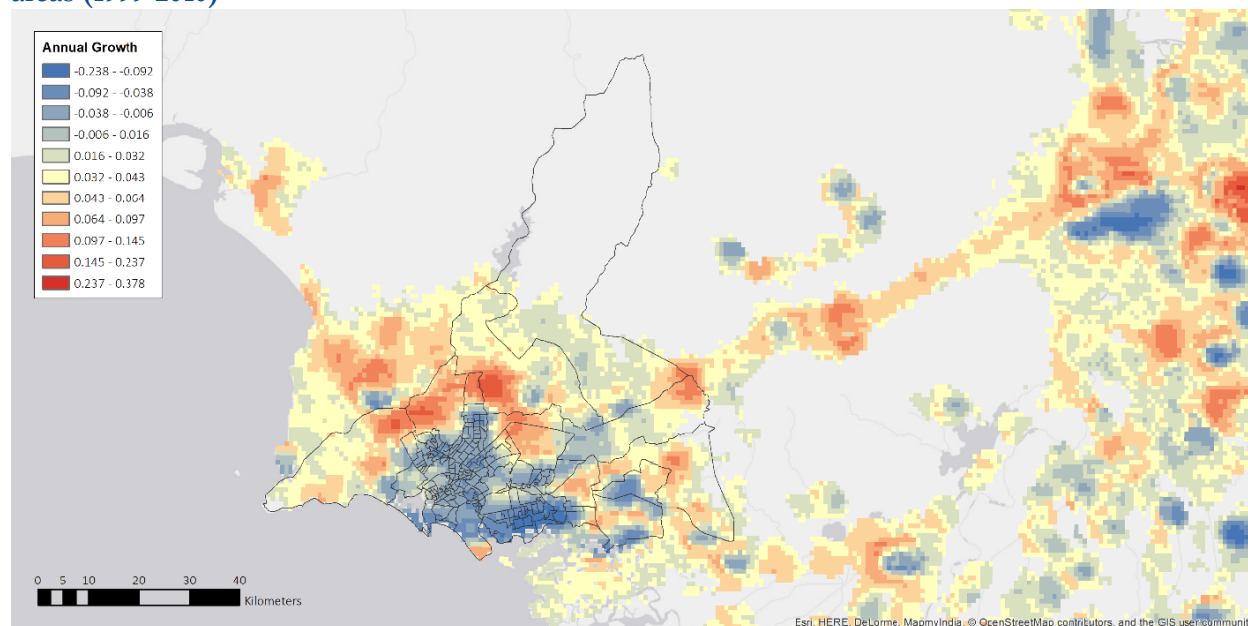 areas (1999-2010)
Annual Growth
-0.238 - -0.092
-0.092 - -0.038
-0.038 - -0.006
-0.006 - 0.016
0.016 - 0.032
0.032 - 0.043
0.043 - 0.064
0.064 - 0.097
0.097 - 0.145
0.145 - 0.237
0.237 - 0.378
0 5 10 20 30 40
Kilometers
Esri, HERE, DeLorme, MapmyIndia, © OpenStreetMap contributors, and the GIS user communit